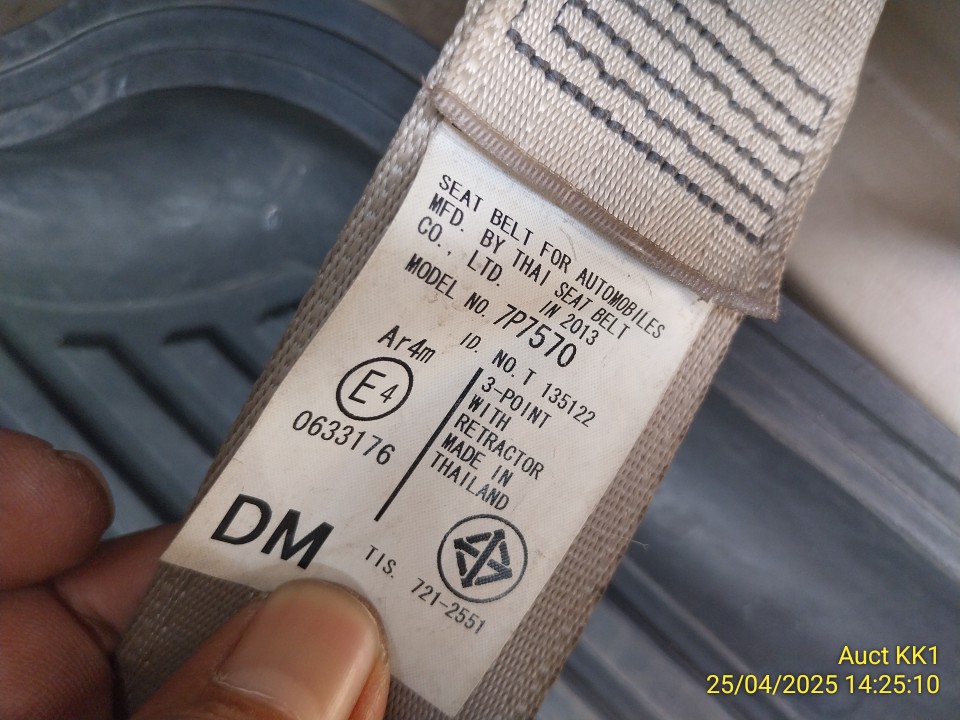 SEAT BELT FOR AUTOMOBILES
MFD. BY THAI SEAT BELT
CO., LTD. IN 2013
MODEL NO. 7P7570
ID. NO. T 135122
Ar4m
E4
0633176
3-POINT
WITH
RETRACTOR
MADE IN
THAILAND
DM
TIS. 721-2551
Auct KK1
25/04/2025 14:25:10